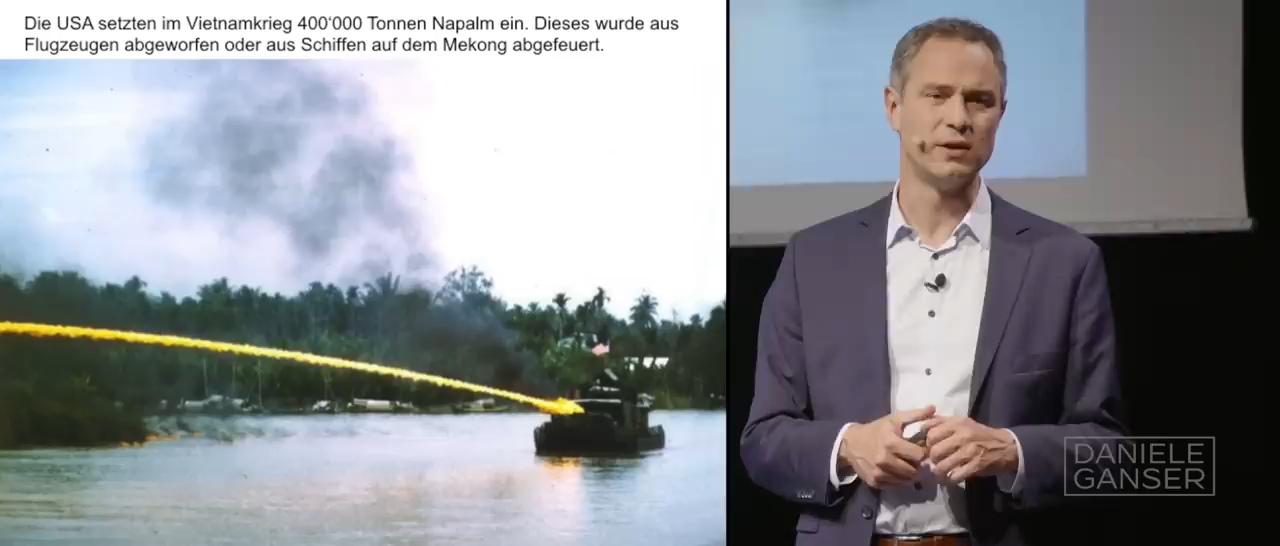 Die USA setzten im Vietnamkrieg 400‘000 Tonnen Napalm ein. Dieses wurde aus
Flugzeugen abgeworfen oder aus Schiffen auf dem Mekong abgefeuert.
DANIELE
GANSER